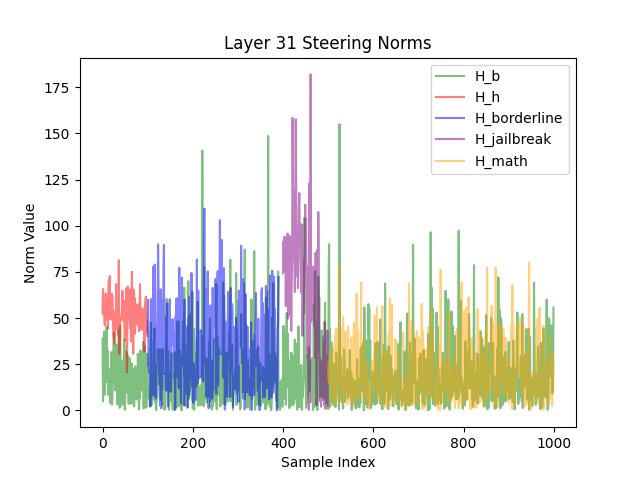 Layer 31 Steering Norms
H_b
H_h
H_borderline
H_jailbreak
H_math
Norm Value
175
150
125
100
75
50
25
0
0 200 400 600 800 1000
Sample Index